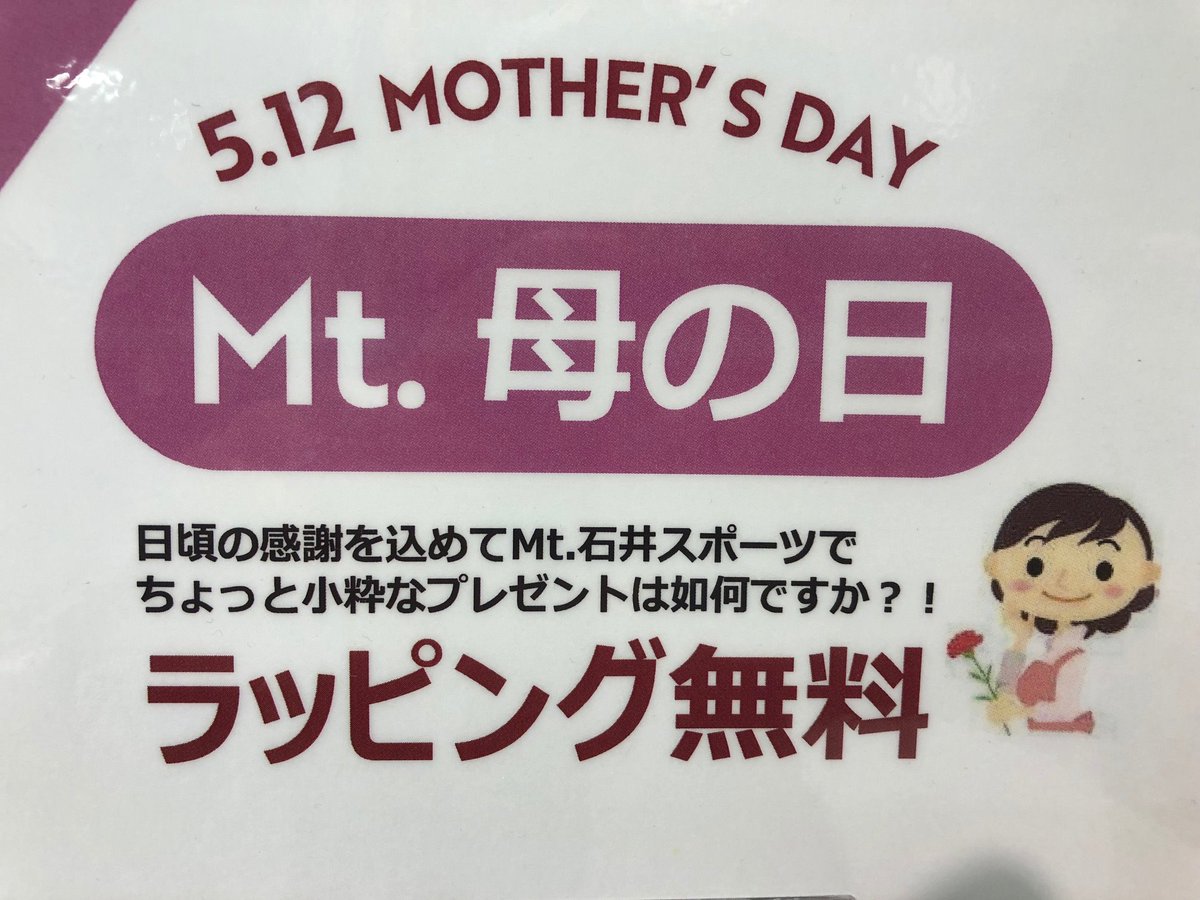 5.12 MOTHER'S DAY
Mt. 母の日
日頃の感謝を込めてMt.石井スポーツで
ちょっと小粋なプレゼントは如何ですか？！
ラッピング無料